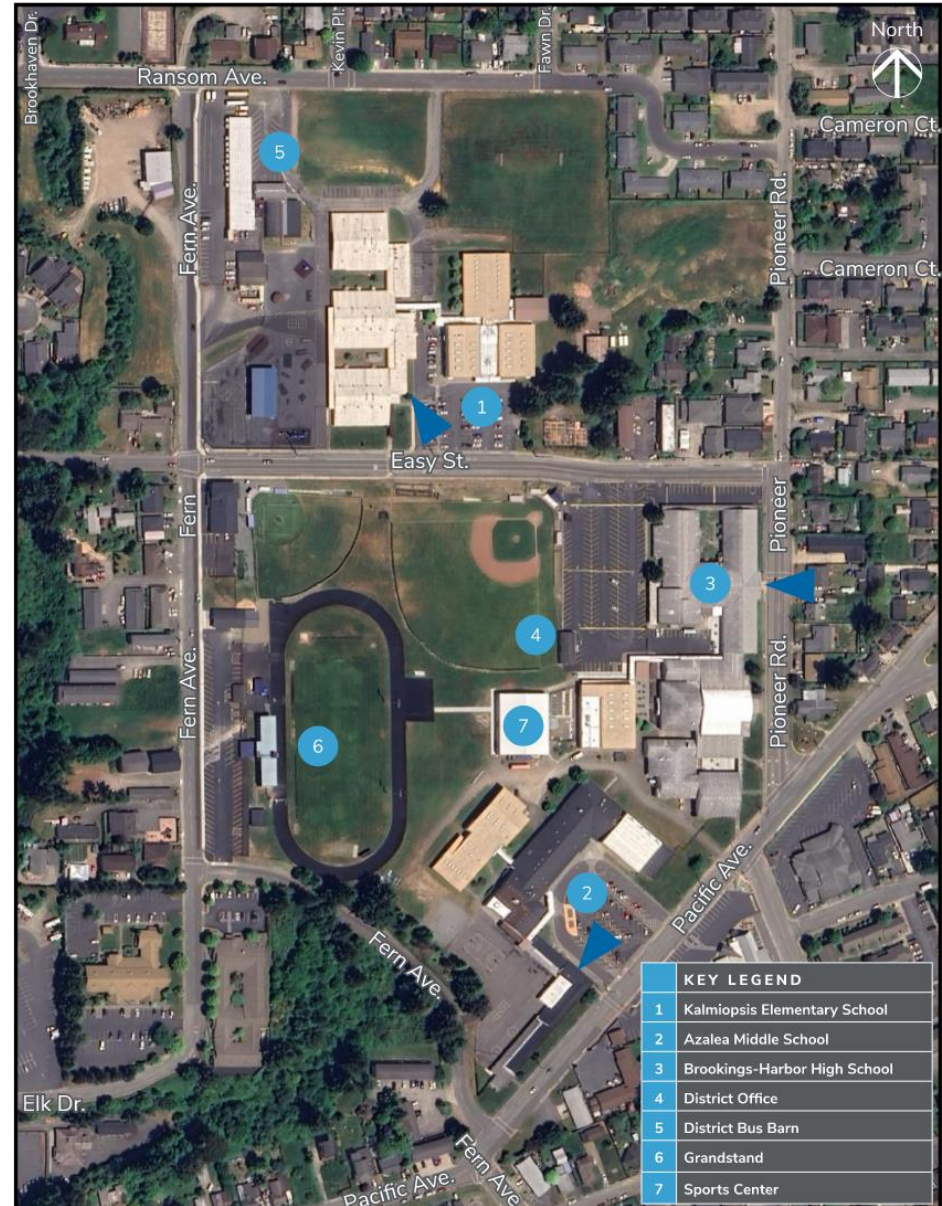 North
Brookhaven Dr.
Kevin Pl.
Fawn Dr.
Ransom Ave.
Cameron Ct.
5
Fern Ave.
Pioneer Rd.
Cameron Ct.
1
Easy St.
Fern
Pioneer
3
4
Fern Ave.
Pioneer Rd.
7
6
2
Pacific Ave.
Fern Ave.
Elk Dr.
Fern Ave.
Pacific Ave.
KEY LEGEND
1 Kalmiopsis Elementary School
2 Azalea Middle School
3 Brookings-Harbor High School
4 District Office
5 District Bus Barn
6 Grandstand
7 Sports Center